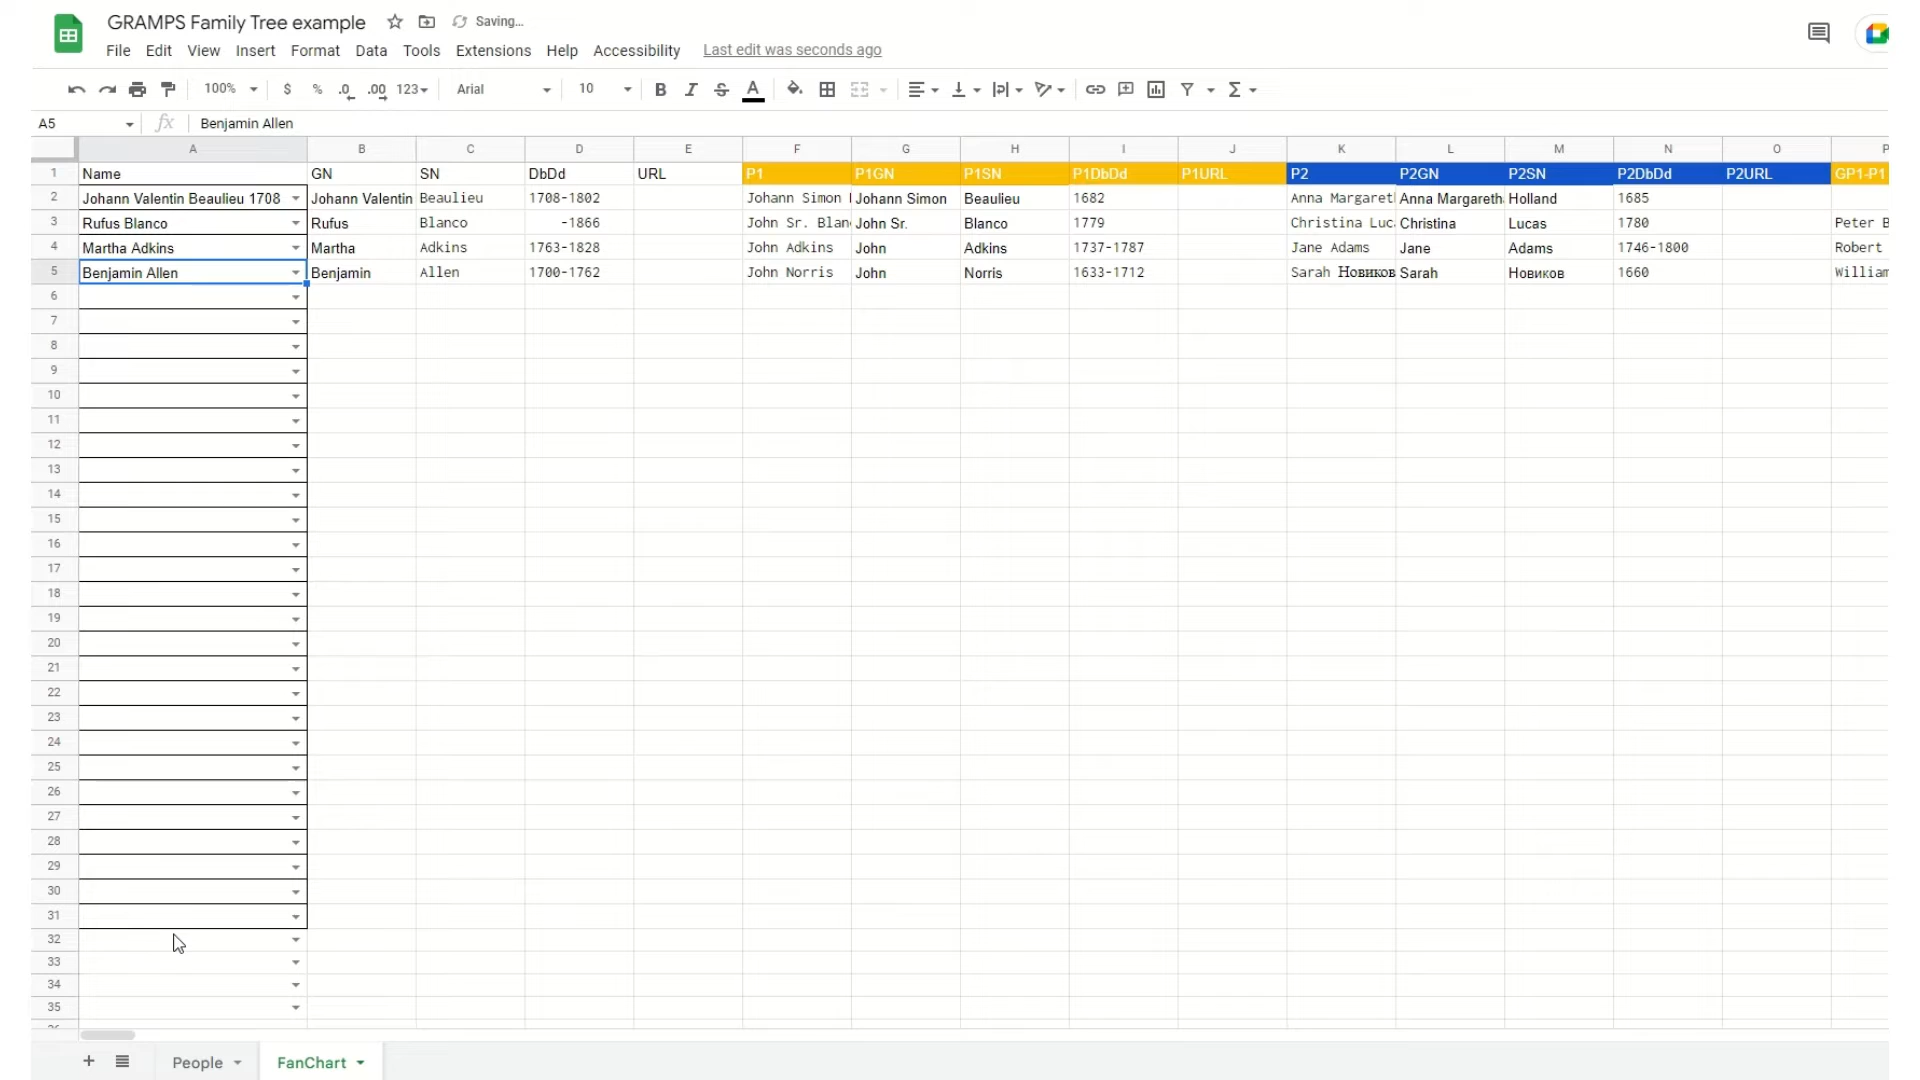 GRAMPS Family Tree example Saving...
File Edit View Insert Format Data Tools Extensions Help Accessibility Last edit was seconds ago
100% $ % .0 .00 123 Arial 10 B I S A
A5 fx Benjamin Allen
A B C D E F G H I J K L M N O P
1 Name GN SN DbDd URL P1 P1GN P1SN P1DbDd P1URL P2 P2GN P2SN P2DbDd P2URL GP1-P1
2 Johann Valentin Beaulieu 1708 Johann Valentin Beaulieu 1708-1802 Johann Simon Johann Simon Beaulieu 1682 Anna Margaret Anna Margareth Holland 1685
3 Rufus Blanco Rufus Blanco -1866 John Sr. Blan John Sr. Blanco 1779 Christina Luc Christina Lucas 1780 Peter B
4 Martha Adkins Martha Adkins 1763-1828 John Adkins John Adkins 1737-1787 Jane Adams Jane Adams 1746-1800 Robert
5 Benjamin Allen Benjamin Allen 1700-1762 John Norris John Norris 1633-1712 Sarah Новиков Sarah Новиков 1660 William
6
7
8
9
10
11
12
13
14
15
16
17
18
19
20
21
22
23
24
25
26
27
28
29
30
31
32
33
34
35
+ People FanChart